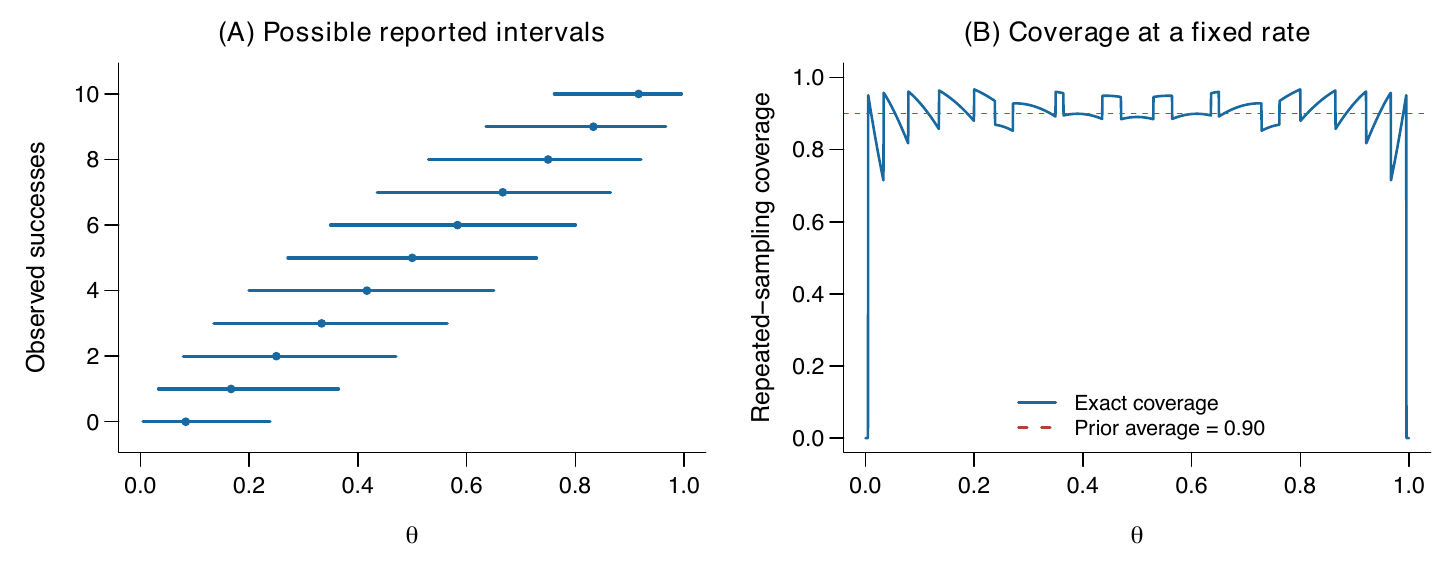 (A) Possible reported intervals
Observed successes
10
8
6
4
2
0
0.0 0.2 0.4 0.6 0.8 1.0
θ
(B) Coverage at a fixed rate
Repeated−sampling coverage
1.0
0.8
0.6
0.4
0.2
0.0
Exact coverage
Prior average = 0.90
0.0 0.2 0.4 0.6 0.8 1.0
θ